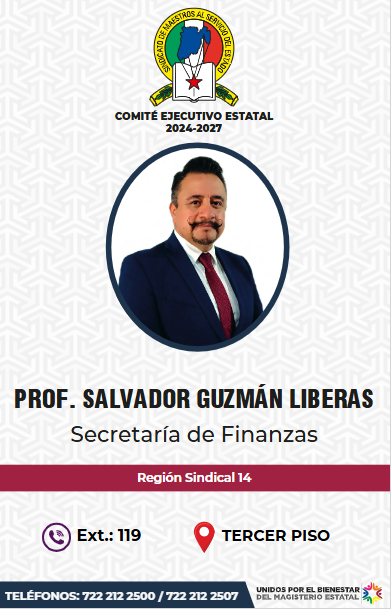 SINDICATO DE MAESTROS AL SERVICIO DEL ESTADO
COMITÉ EJECUTIVO ESTATAL
2024-2027
PROF. SALVADOR GUZMÁN LIBERAS
Secretaría de Finanzas
Región Sindical 14
Ext.: 119
TERCER PISO
TELÉFONOS: 722 212 2500 / 722 212 2507
UNIDOS POR EL BIENESTAR
DEL MAGISTERIO ESTATAL